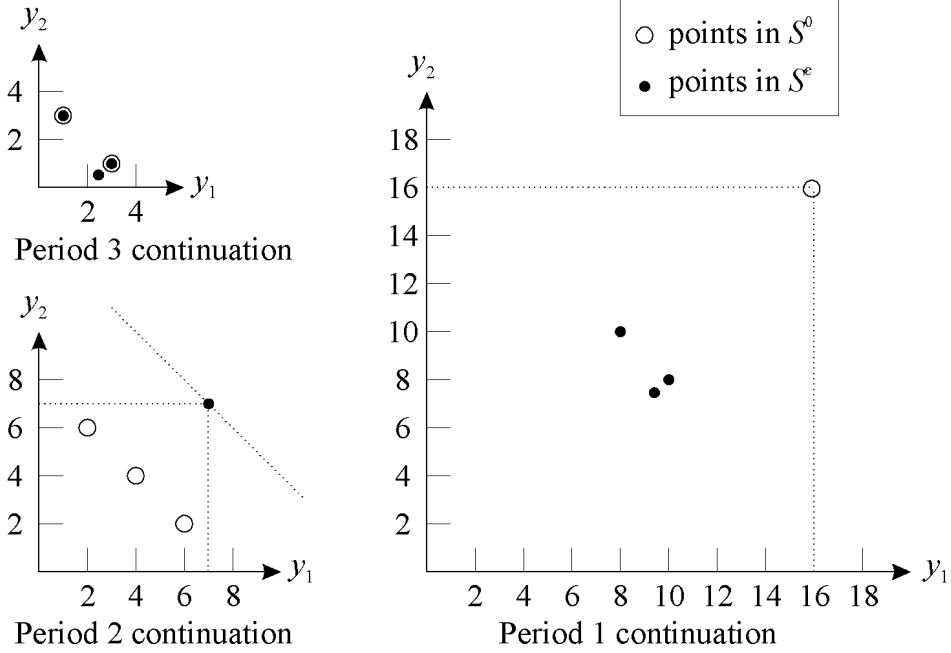 y₂
4
2
2 4
y₁
Period 3 continuation
y₂
8
6
4
2
2 4 6 8
y₁
Period 2 continuation
points in S⁰
points in Sᵉ
y₂
18
16
14
12
10
8
6
4
2
2 4 6 8 10 12 14 16 18
y₁
Period 1 continuation